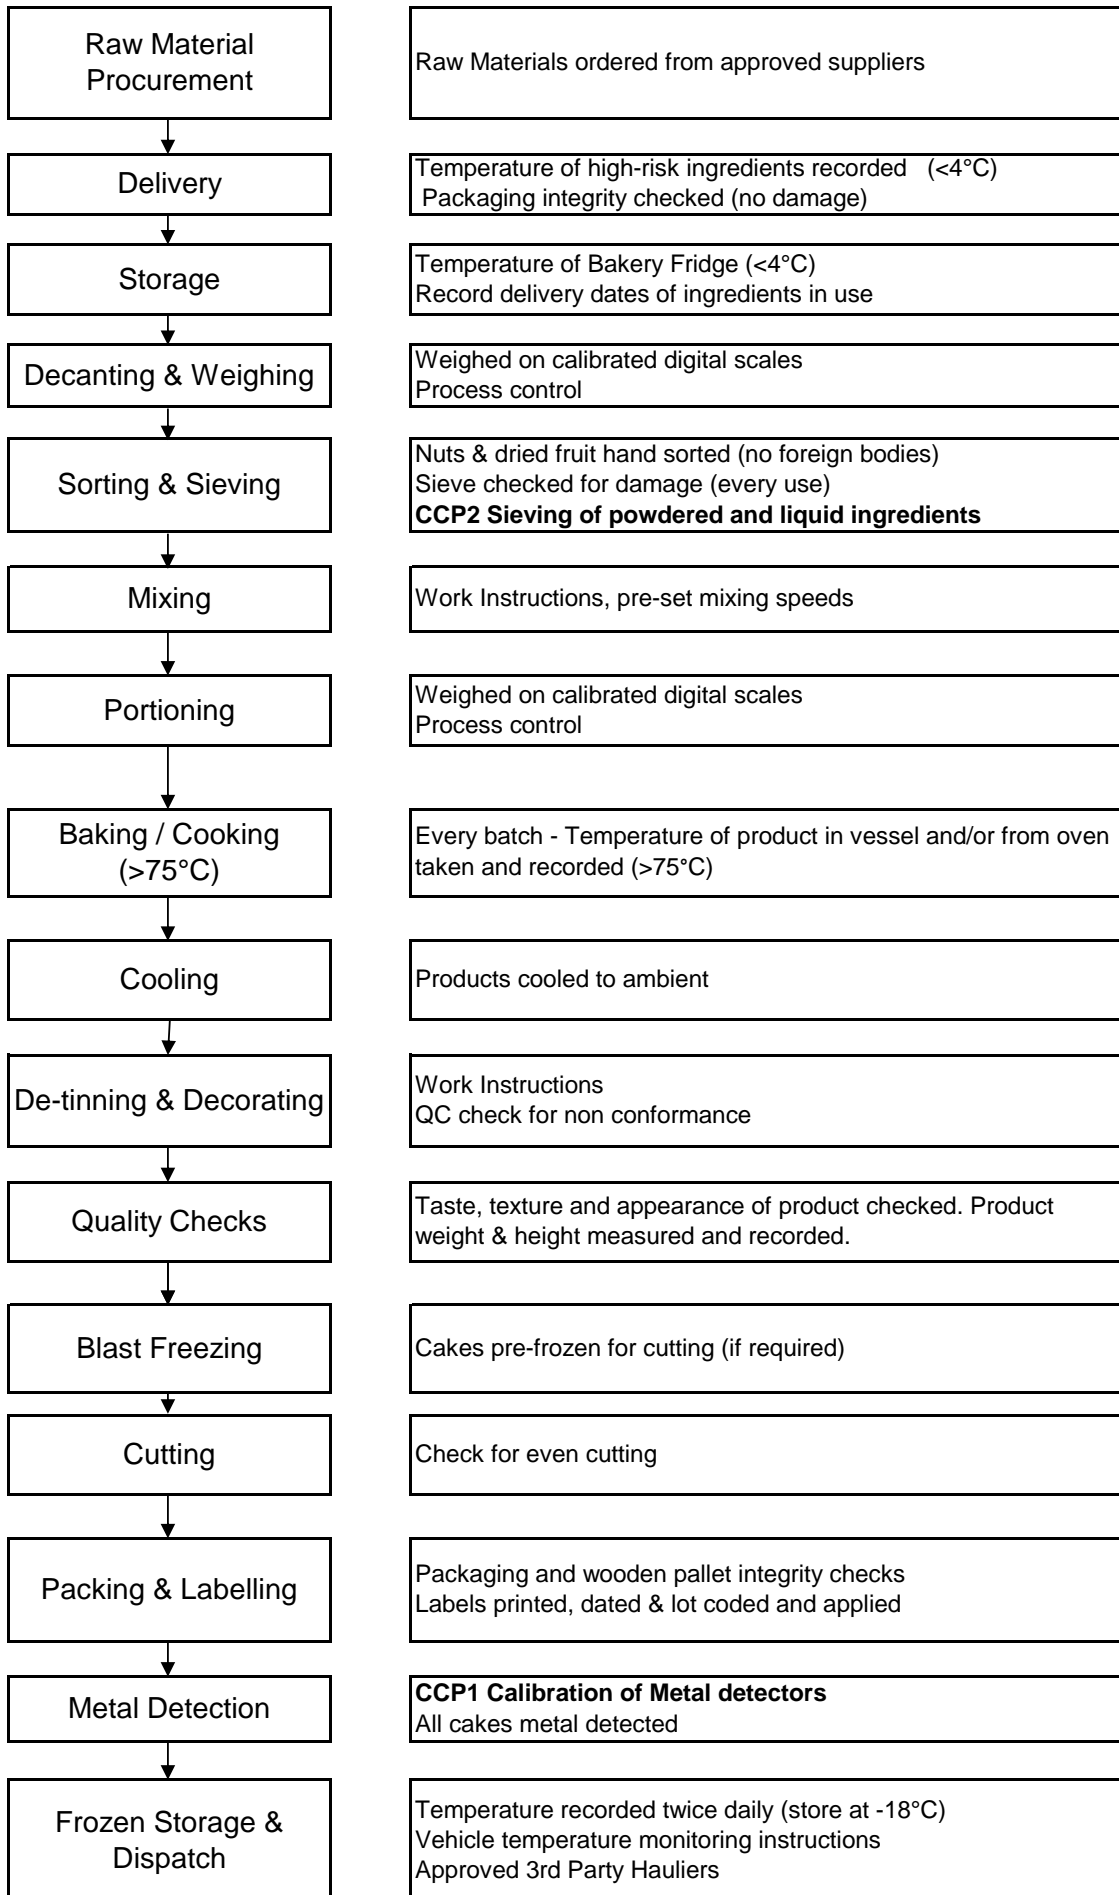 Raw Material
Procurement
Raw Materials ordered from approved suppliers
Delivery
Temperature of high-risk ingredients recorded (<4°C)
Packaging integrity checked (no damage)
Storage
Temperature of Bakery Fridge (<4°C)
Record delivery dates of ingredients in use
Decanting & Weighing
Weighed on calibrated digital scales
Process control
Sorting & Sieving
Nuts & dried fruit hand sorted (no foreign bodies)
Sieve checked for damage (every use)
CCP2 Sieving of powdered and liquid ingredients
Mixing
Work Instructions, pre-set mixing speeds
Portioning
Weighed on calibrated digital scales
Process control
Baking / Cooking
(>75°C)
Every batch - Temperature of product in vessel and/or from oven
taken and recorded (>75°C)
Cooling
Products cooled to ambient
De-tinning & Decorating
Work Instructions
QC check for non conformance
Quality Checks
Taste, texture and appearance of product checked. Product
weight & height measured and recorded.
Blast Freezing
Cakes pre-frozen for cutting (if required)
Cutting
Check for even cutting
Packing & Labelling
Packaging and wooden pallet integrity checks
Labels printed, dated & lot coded and applied
Metal Detection
CCP1 Calibration of Metal detectors
All cakes metal detected
Frozen Storage &
Dispatch
Temperature recorded twice daily (store at -18°C)
Vehicle temperature monitoring instructions
Approved 3rd Party Hauliers